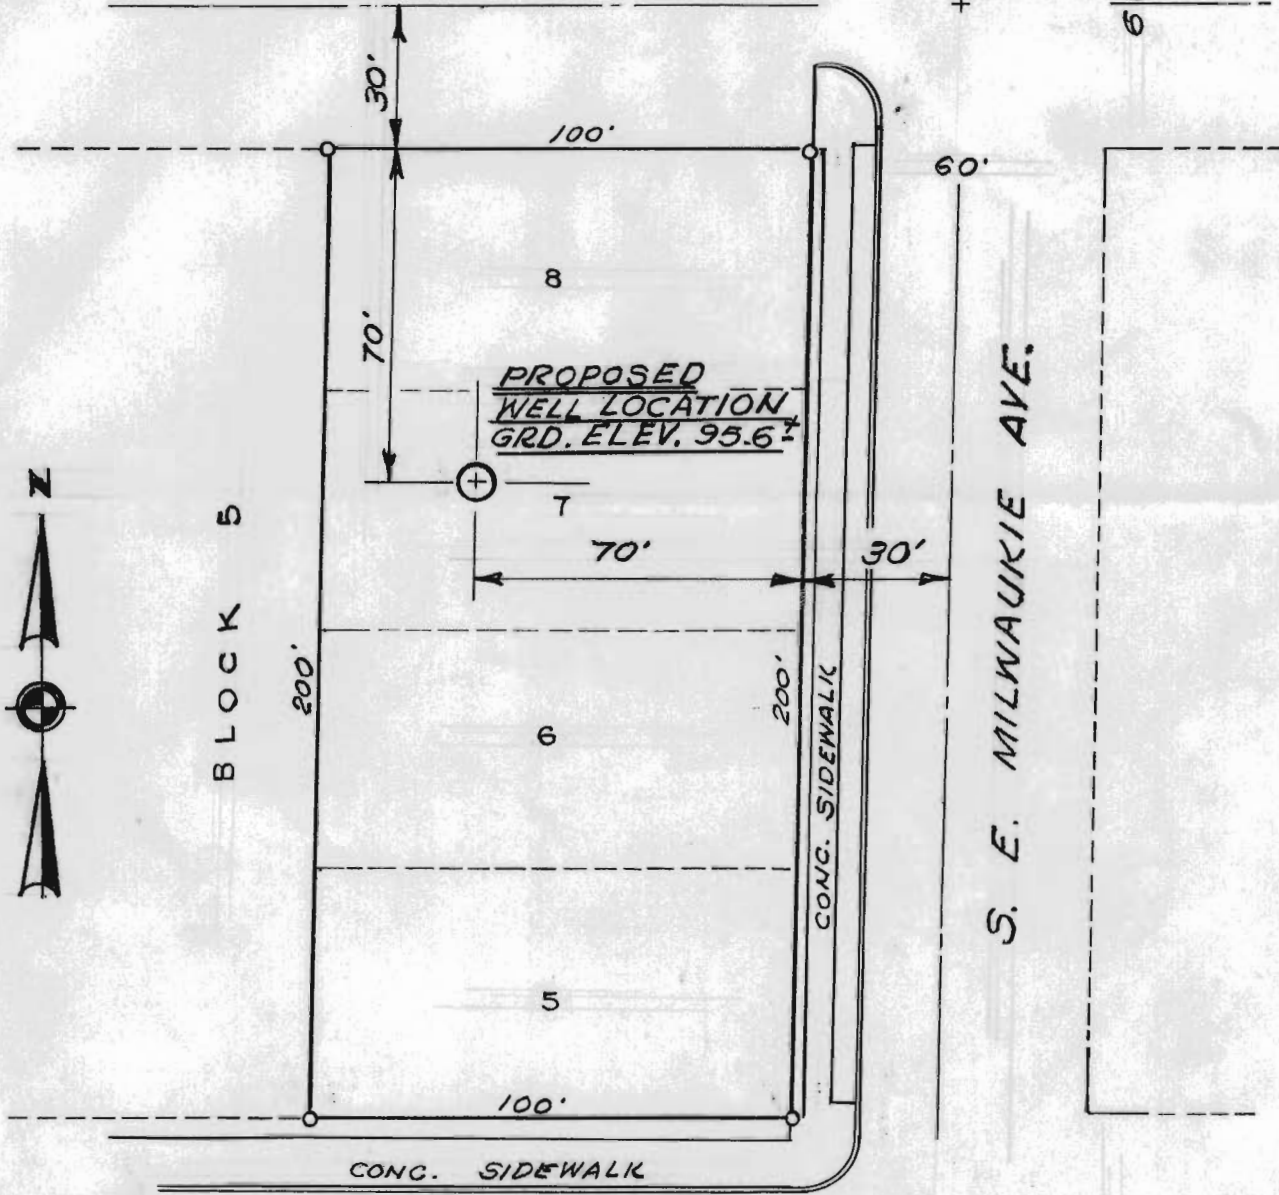 6
30'
100'
60'
8
70'
PROPOSED
WELL LOCATION
GRD. ELEV. 95.6±
N
7
BLOCK 5
70'
30'
S. E. MILWAUKIE AVE.
200'
200'
6
CONC. SIDEWALK
5
100'
CONC. SIDEWALK